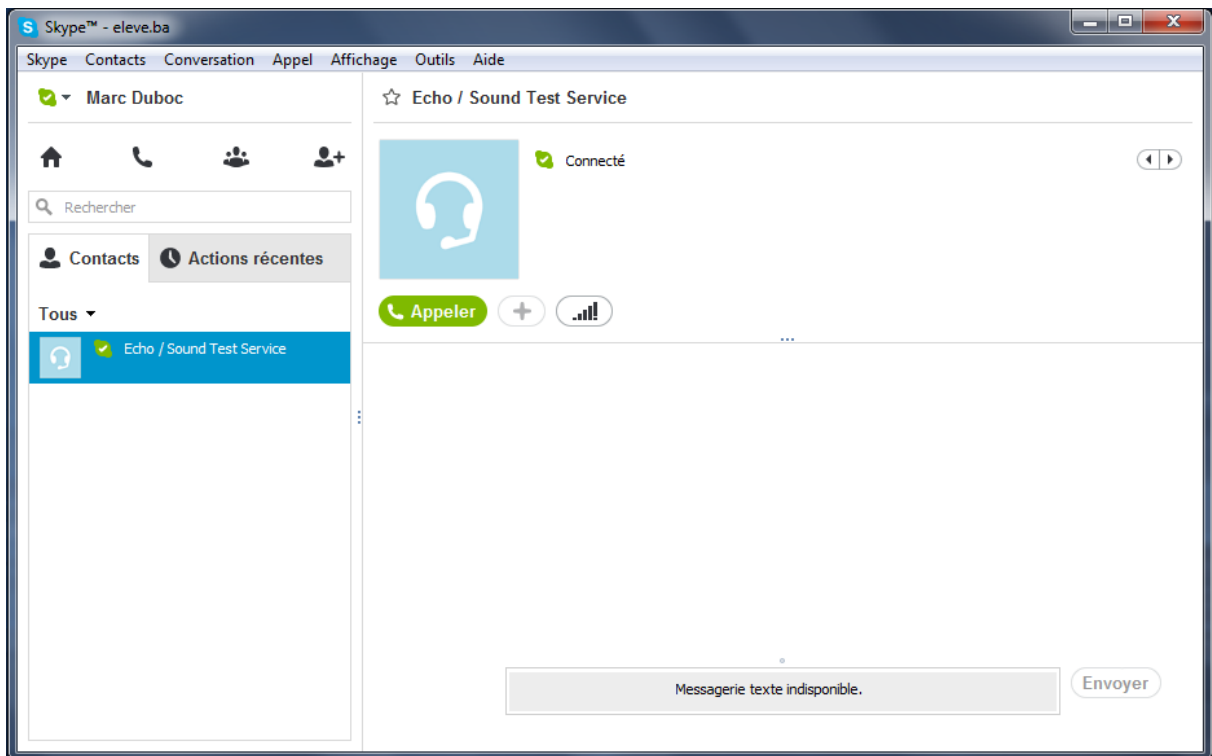 Skype™ - eleve.ba
Skype Contacts Conversation Appel Affichage Outils Aide
Marc Duboc
Rechercher
Contacts Actions récentes
Tous
Echo / Sound Test Service
Echo / Sound Test Service
Connecté
Appeler
Messagerie texte indisponible.
Envoyer